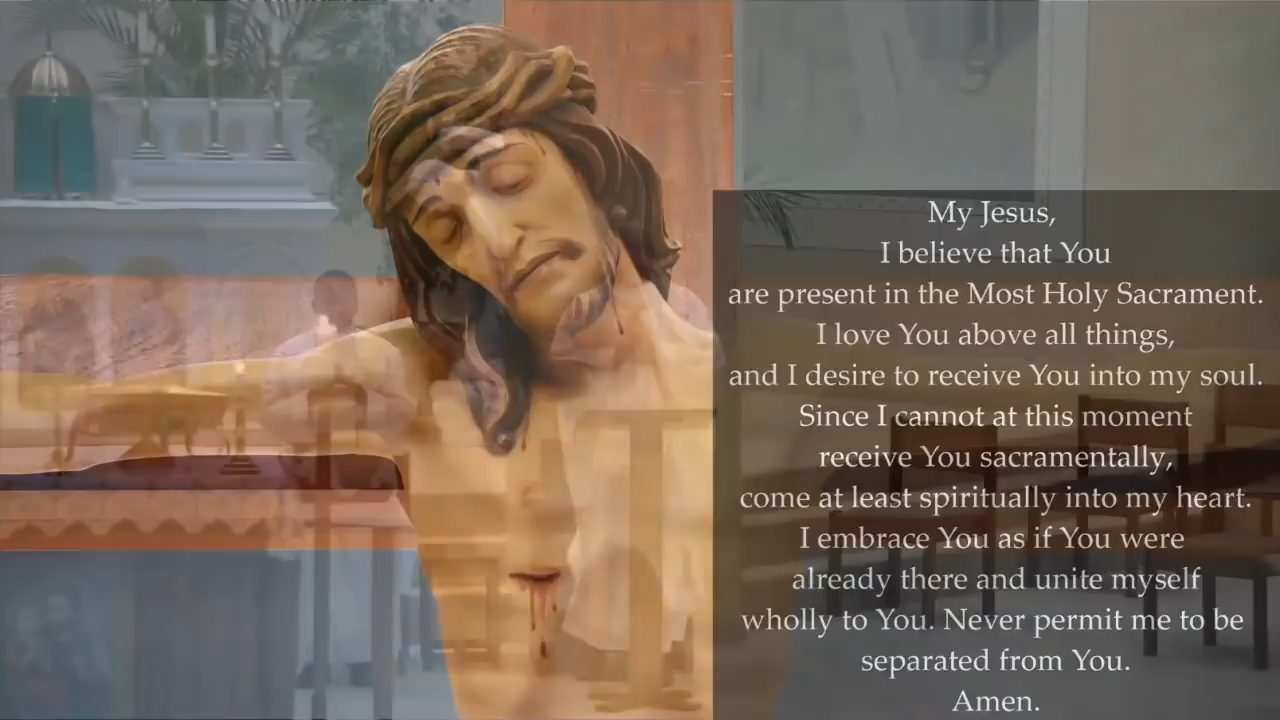 My Jesus,
I believe that You
are present in the Most Holy Sacrament.
I love You above all things,
and I desire to receive You into my soul.
Since I cannot at this moment
receive You sacramentally,
come at least spiritually into my heart.
I embrace You as if You were
already there and unite myself
wholly to You. Never permit me to be
separated from You.
Amen.